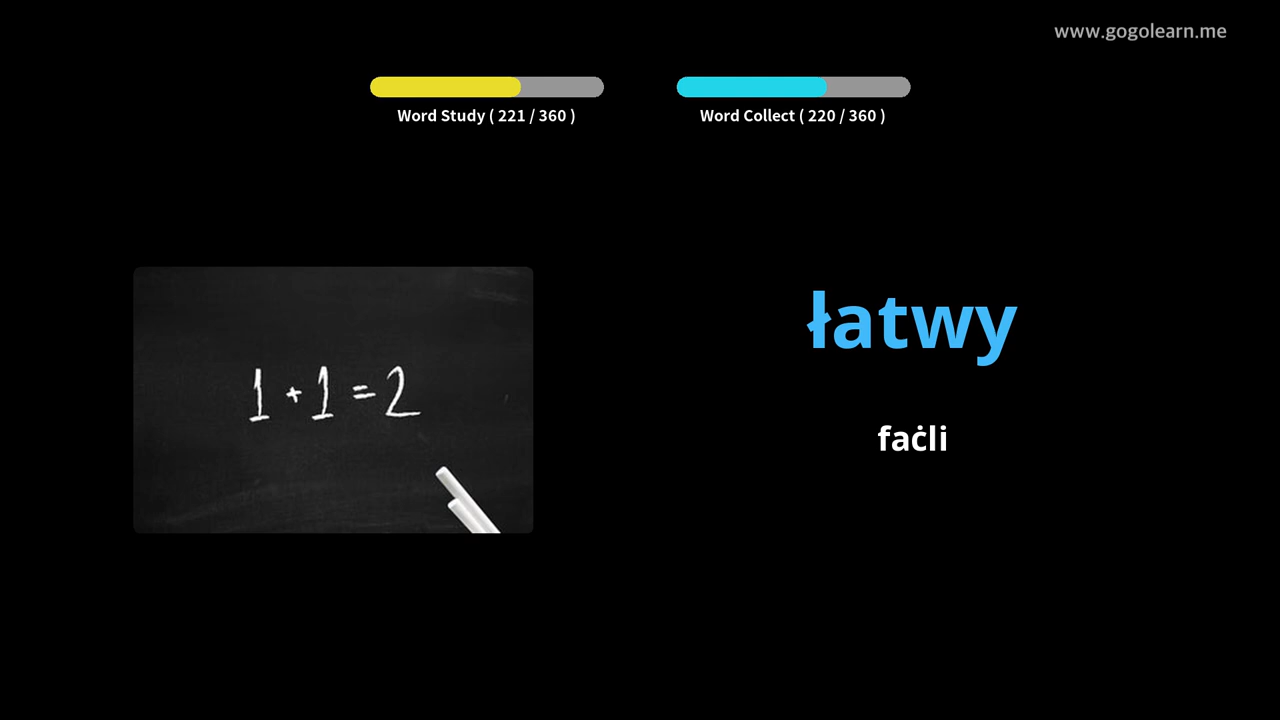 www.gogolearn.me
Word Study ( 221 / 360 )
Word Collect ( 220 / 360 )
1 + 1 = 2
łatwy
faċli